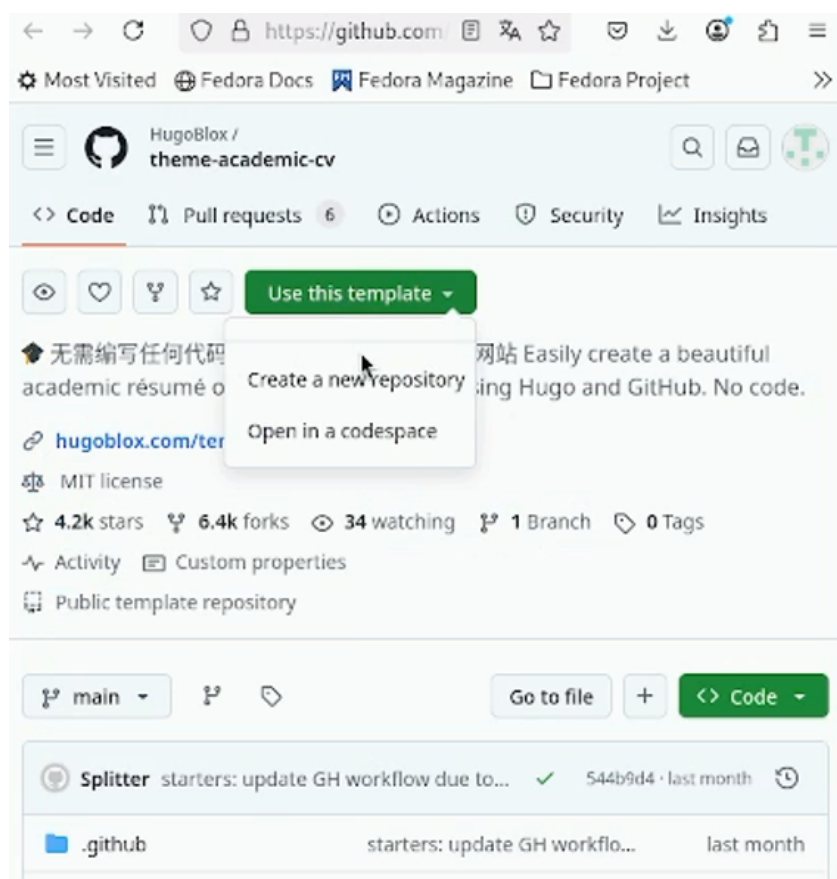 https://github.com
Most Visited Fedora Docs Fedora Magazine Fedora Project
HugoBlox /
theme-academic-cv
Code Pull requests 6 Actions Security Insights
Use this template
🎓 无需编写任何代码 网站 Easily create a beautiful
academic résumé o sing Hugo and GitHub. No code.
Create a new repository
Open in a codespace
hugoblox.com/ter
MIT license
4.2k stars 6.4k forks 34 watching 1 Branch 0 Tags
Activity Custom properties
Public template repository
main Go to file + Code
Splitter starters: update GH workflow due to... 544b9d4 · last month
.github starters: update GH workflo... last month